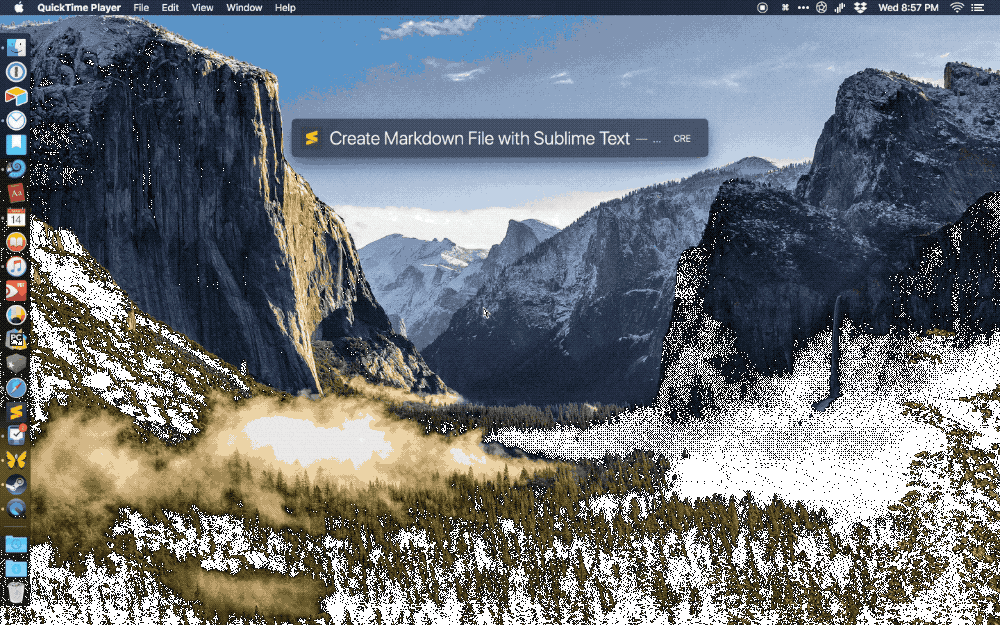 QuickTime Player File Edit View Window Help
Wed 8:57 PM
Create Markdown File with Sublime Text — ... CRE
14